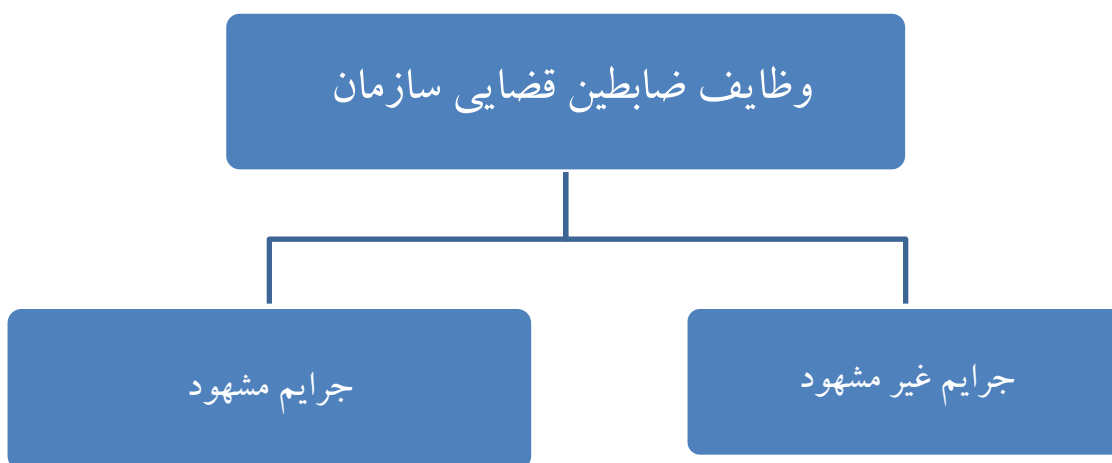 وظایف ضابطین قضایی سازمان
جرایم غیر مشهود
جرایم مشهود